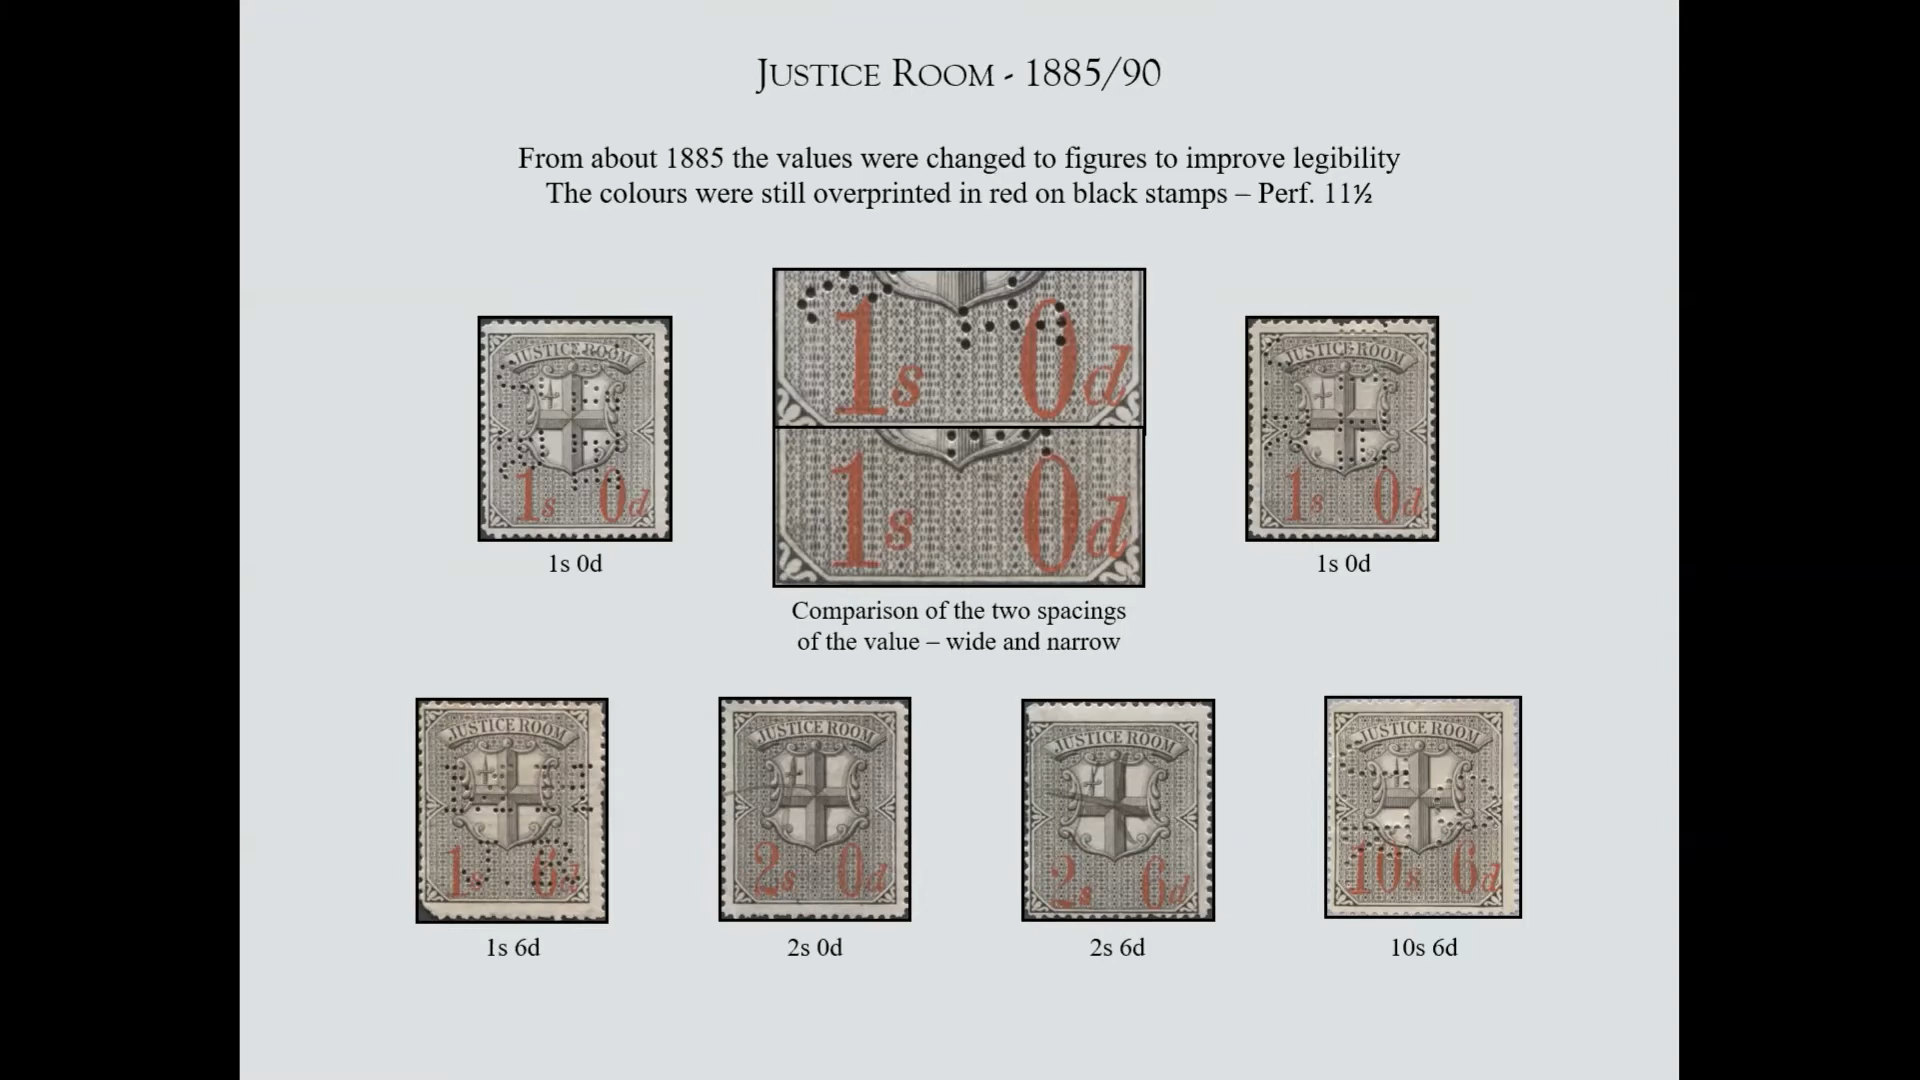 JUSTICE ROOM - 1885/90
From about 1885 the values were changed to figures to improve legibility
The colours were still overprinted in red on black stamps – Perf. 11½
JUSTICE ROOM
1s 0d
1s 0d
1s 0d
1s 0d
JUSTICE ROOM
1s 0d
1s 0d
Comparison of the two spacings
of the value – wide and narrow
JUSTICE ROOM
1s 6d
1s 6d
JUSTICE ROOM
2s 0d
2s 0d
JUSTICE ROOM
2s 6d
2s 6d
JUSTICE ROOM
10s 6d
10s 6d